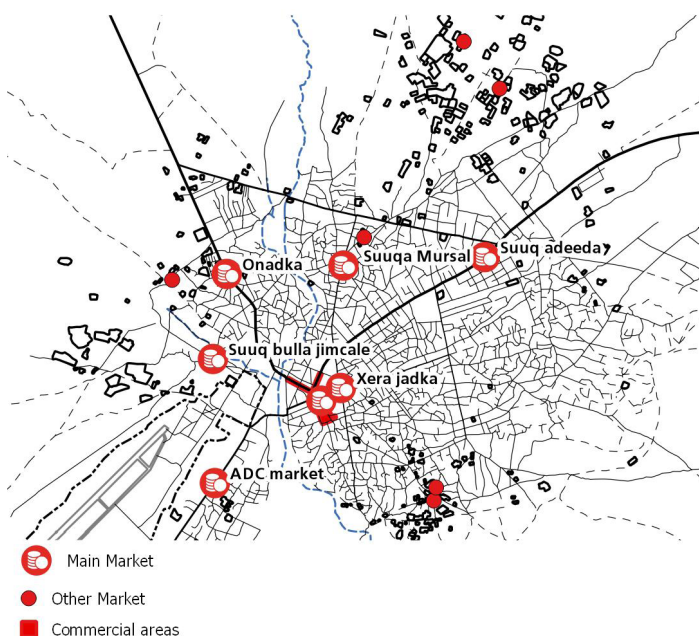 Suuq adeeda
Suuqa Mursal
Onadka
Suuq bulla jimcale
Xera jadka
ADC market
Main Market
Other Market
Commercial areas